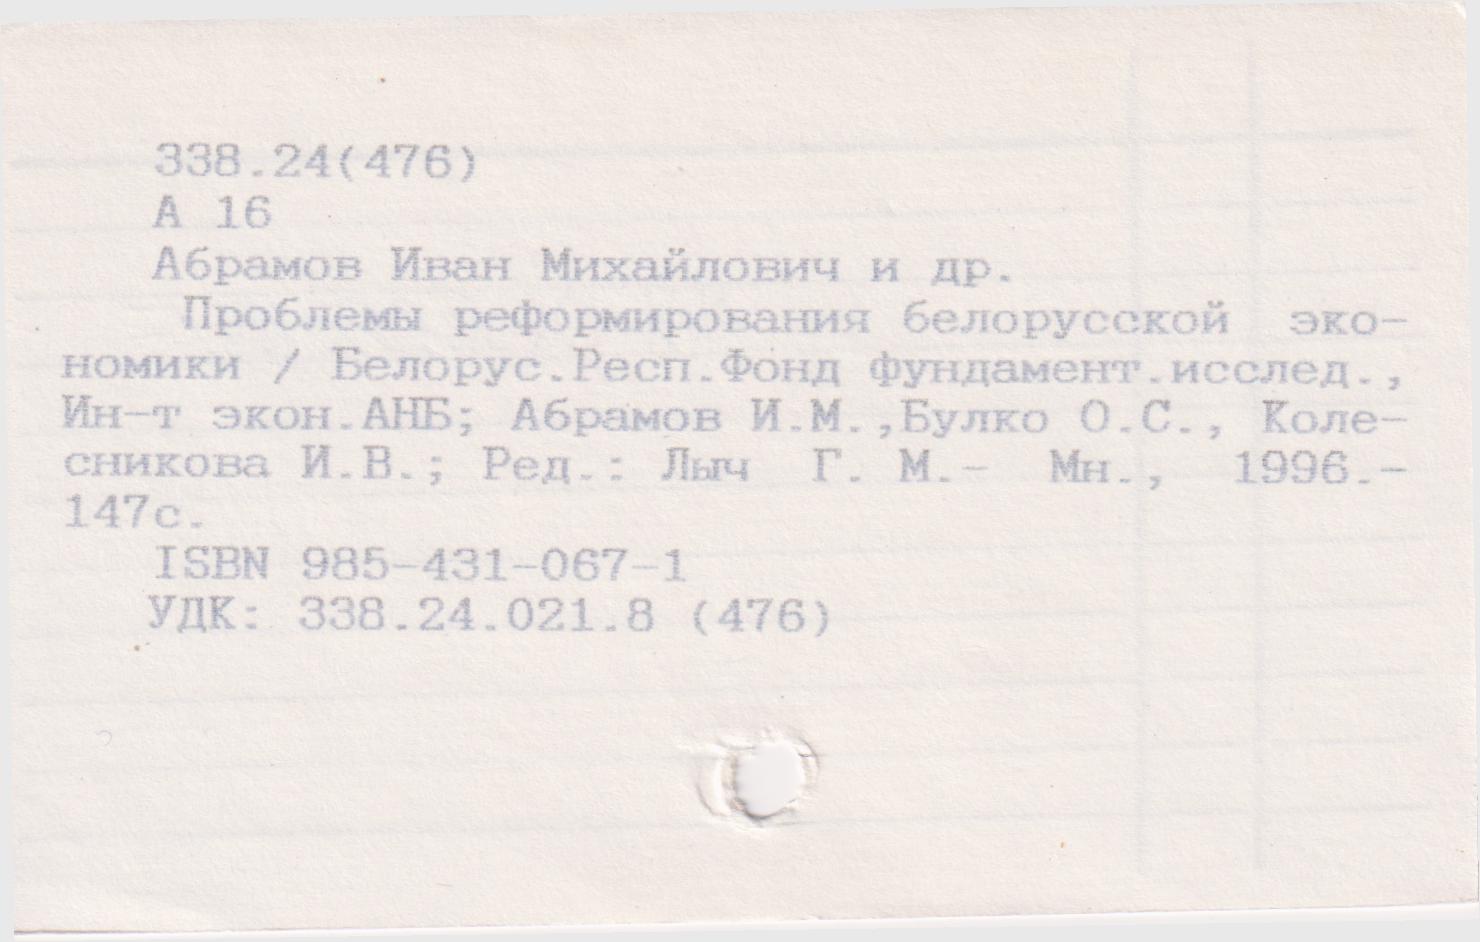 338.24(476)
А 16
Абрамов Иван Михайлович и др.
Проблемы реформирования белорусской эко-
номики / Белорус.Респ.Фонд фундамент.исслед.,
Ин-т экон.АНБ; Абрамов И.М.,Булко О.С., Коле-
сникова И.В.; Ред.: Лыч Г. М.- Мн., 1996.-
147с.
ISBN 985-431-067-1
УДК: 338.24.021.8 (476)